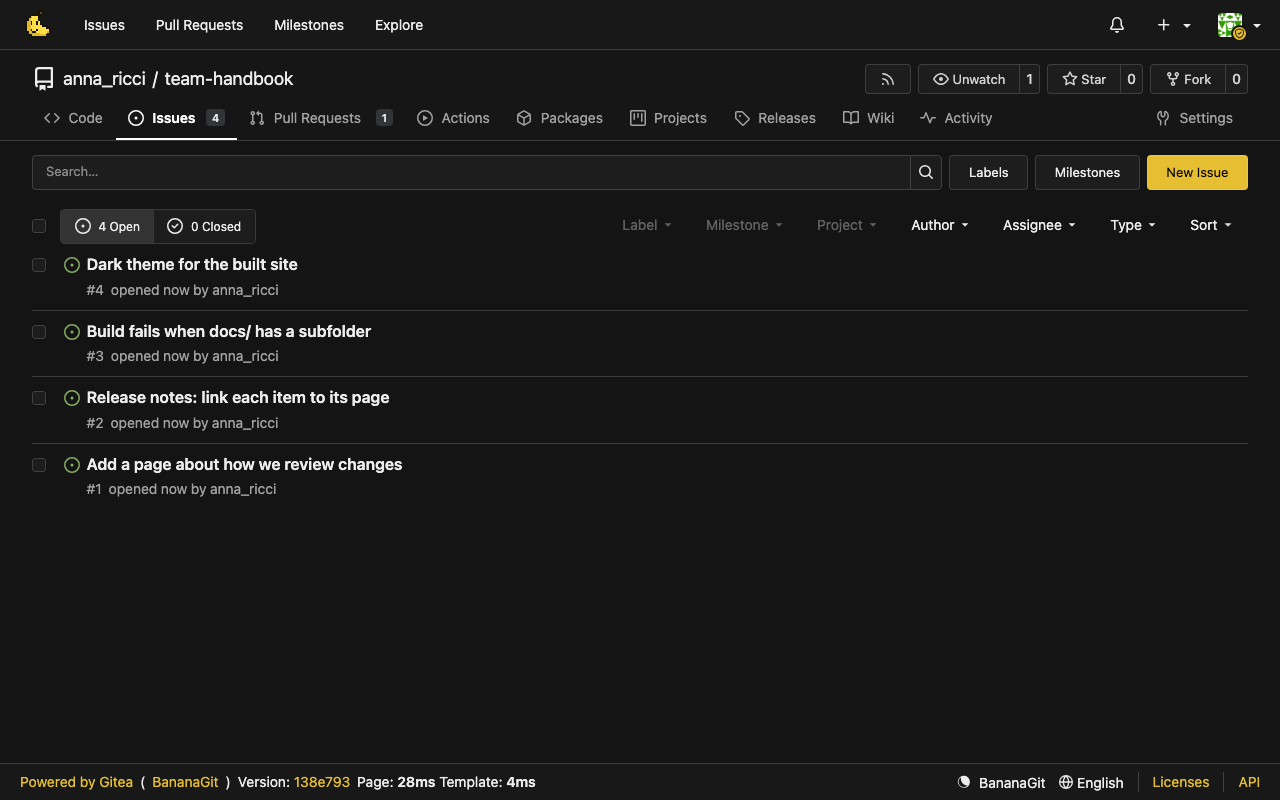 Issues Pull Requests Milestones Explore
anna_ricci / team-handbook Unwatch 1 Star 0 Fork 0
Code Issues 4 Pull Requests 1 Actions Packages Projects Releases Wiki Activity Settings
Search... Labels Milestones New Issue
4 Open 0 Closed Label Milestone Project Author Assignee Type Sort
Dark theme for the built site
#4 opened now by anna_ricci
Build fails when docs/ has a subfolder
#3 opened now by anna_ricci
Release notes: link each item to its page
#2 opened now by anna_ricci
Add a page about how we review changes
#1 opened now by anna_ricci
Powered by Gitea ( BananaGit ) Version: 138e793 Page: 28ms Template: 4ms BananaGit English Licenses API